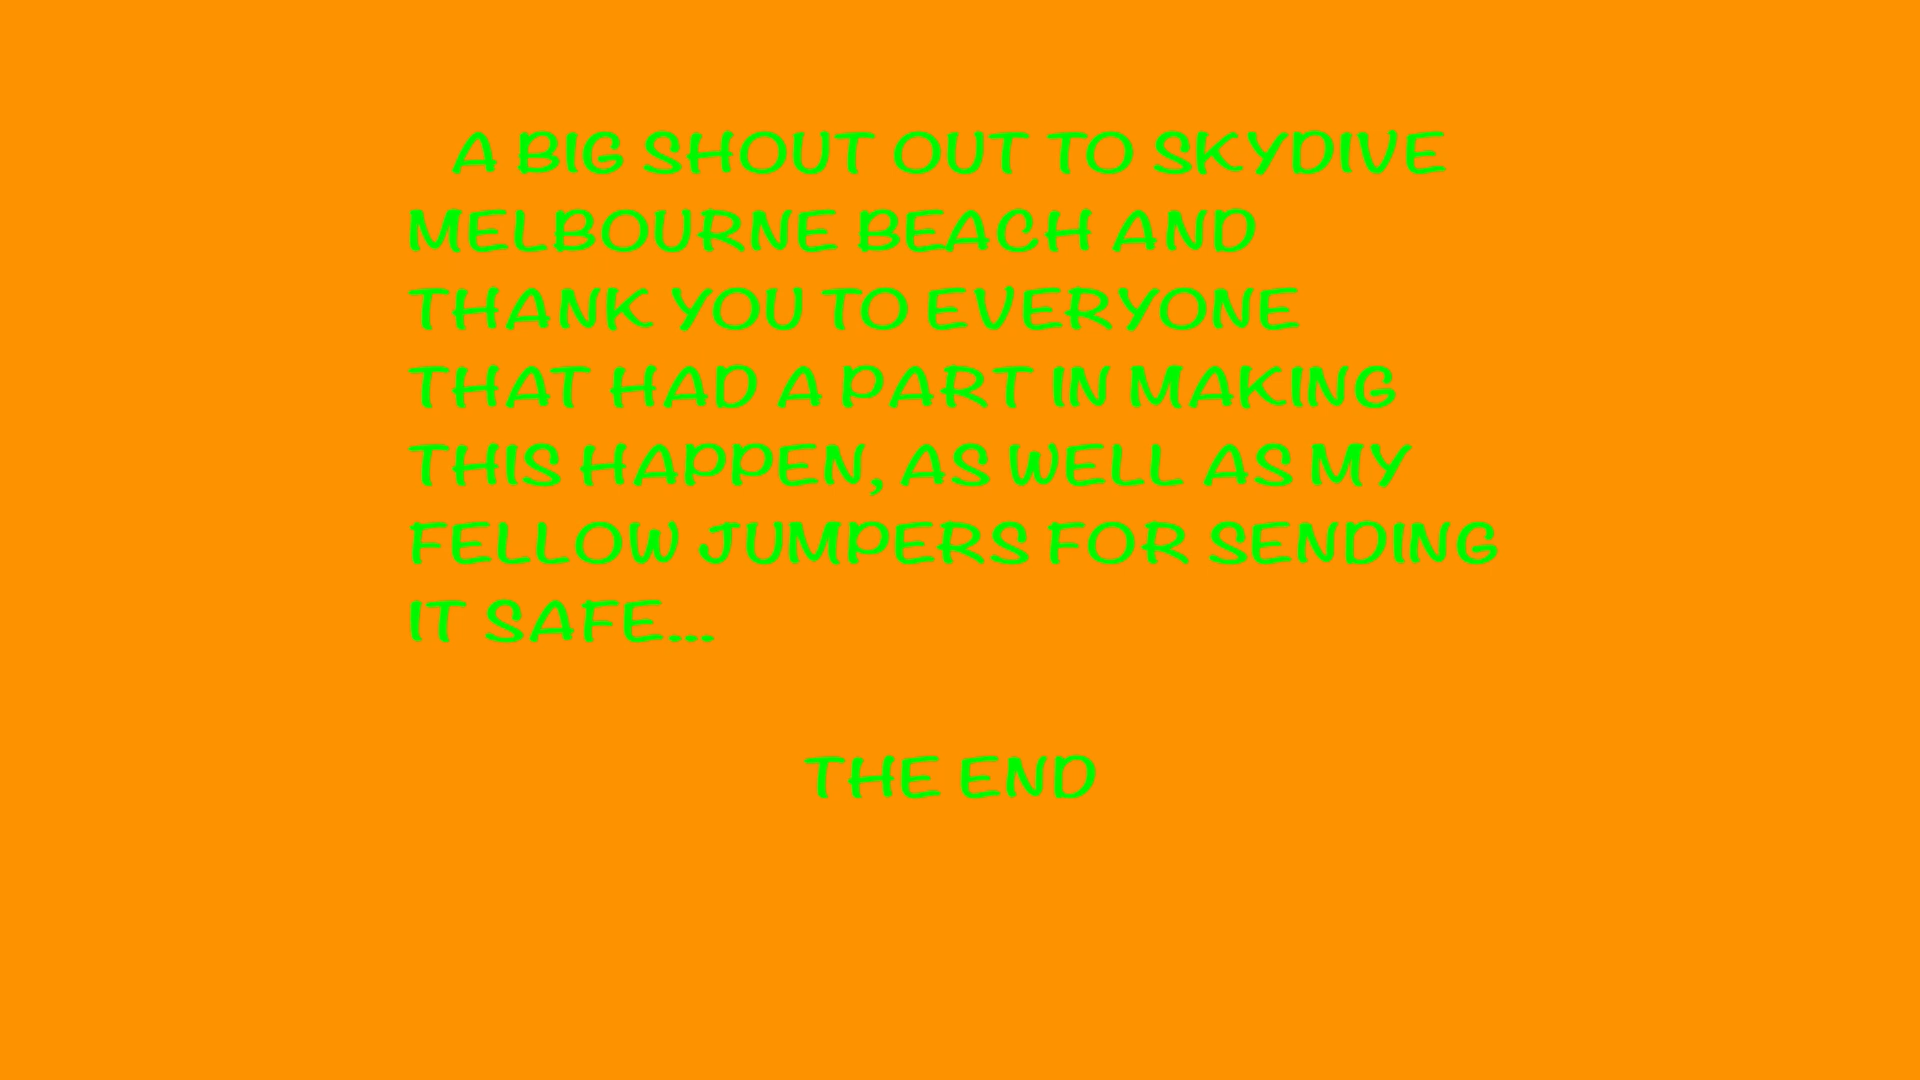 A BIG SHOUT OUT TO SKYDIVE
MELBOURNE BEACH AND
THANK YOU TO EVERYONE
THAT HAD A PART IN MAKING
THIS HAPPEN, AS WELL AS MY
FELLOW JUMPERS FOR SENDING
IT SAFE...
THE END